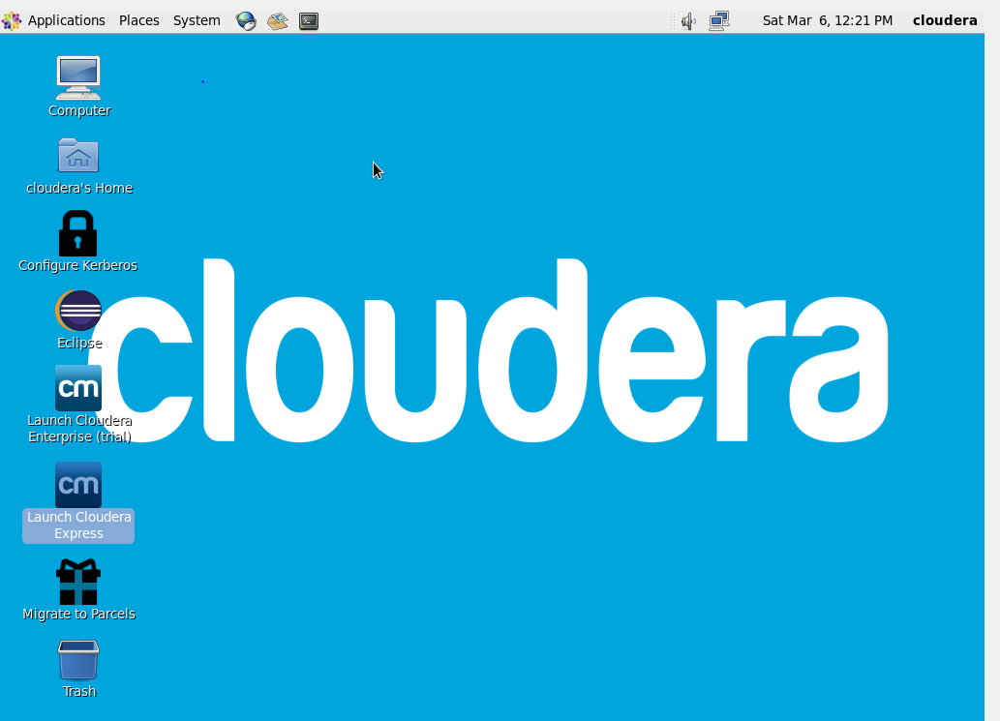 Applications Places System Sat Mar 6, 12:21 PM cloudera
Computer
cloudera's Home
Configure Kerberos
Eclipse
cm
Launch Cloudera
Enterprise (trial)
cm
Launch Cloudera
Express
Migrate to Parcels
Trash
cloudera